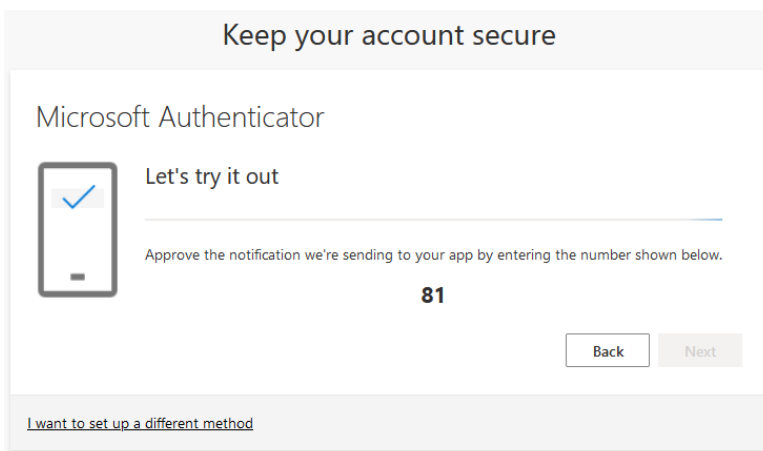 Keep your account secure
Microsoft Authenticator
Let's try it out
Approve the notification we're sending to your app by entering the number shown below.
81
Back
Next
I want to set up a different method